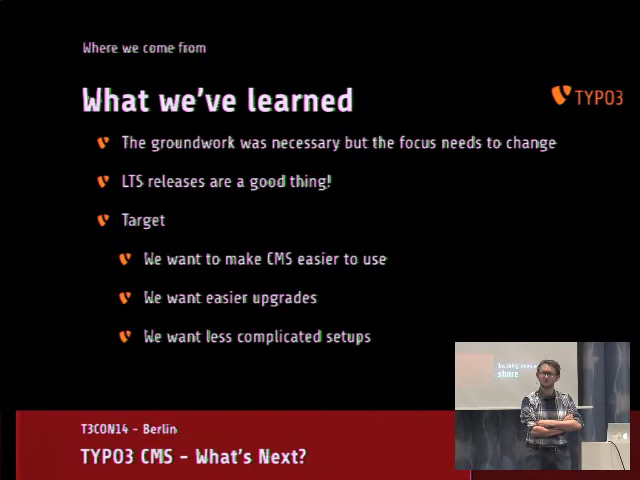 Where we come from
What we've learned
TYPO3
The groundwork was necessary but the focus needs to change
LTS releases are a good thing!
Target
We want to make CMS easier to use
We want easier upgrades
We want less complicated setups
share
T3CON14 - Berlin
TYPO3 CMS - What's Next?